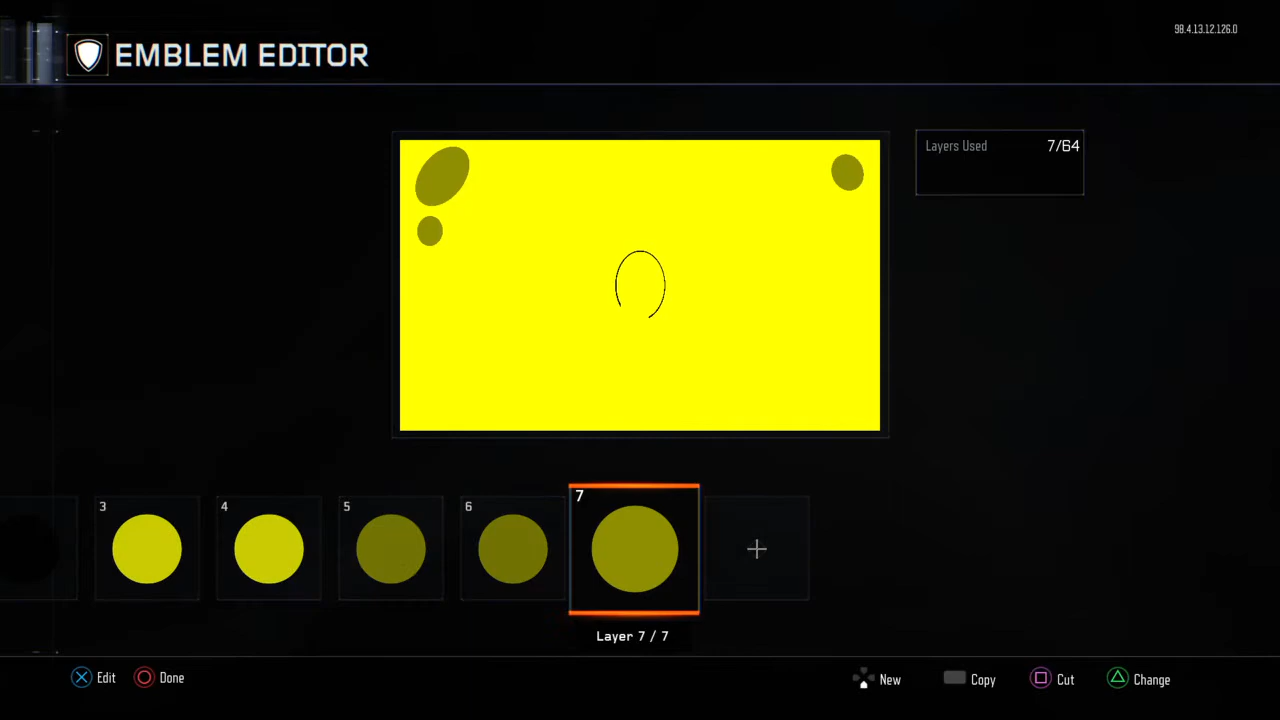 98.4.13.12.126.0
EMBLEM EDITOR
Layers Used 7/64
3 4 5 6 7
Layer 7 / 7
Edit Done New Copy Cut Change